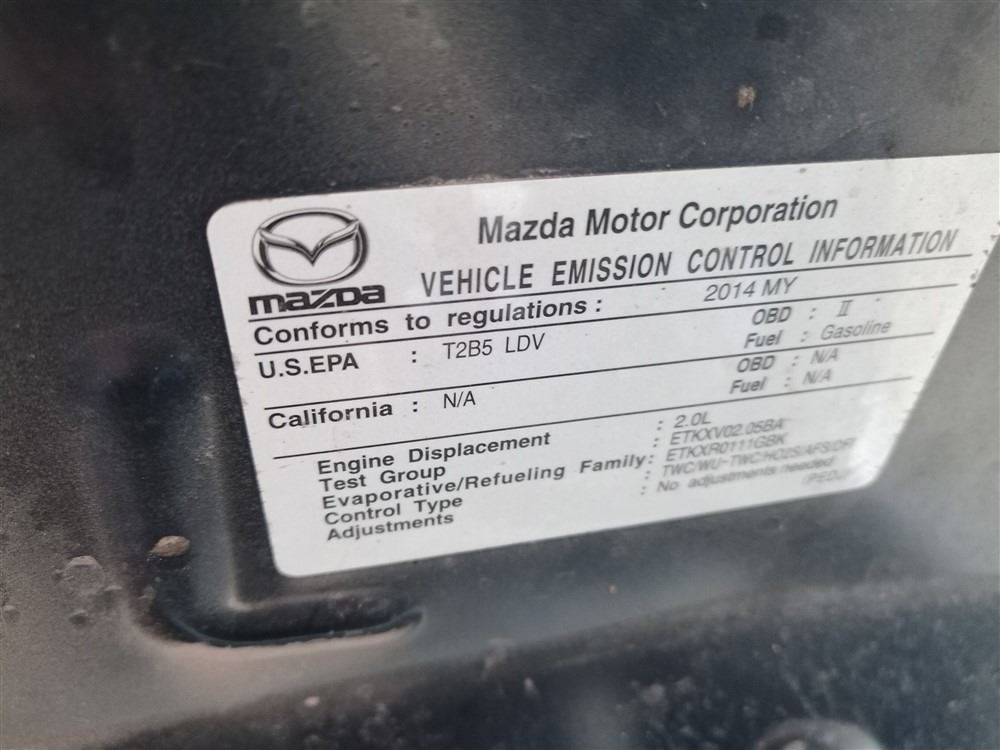 mazda
Mazda Motor Corporation
VEHICLE EMISSION CONTROL INFORMATION
Conforms to regulations : 2014 MY
U.S.EPA : T2B5 LDV OBD : II
Fuel : Gasoline
California : N/A OBD : N/A
Fuel : N/A
Engine Displacement : 2.0L
Test Group : ETKXV02.05BA
Evaporative/Refueling Family: ETKXR0111GBK
Control Type : TWC/WU-TWC/HO2S/AFS/DFI
Adjustments : No adjustments needed